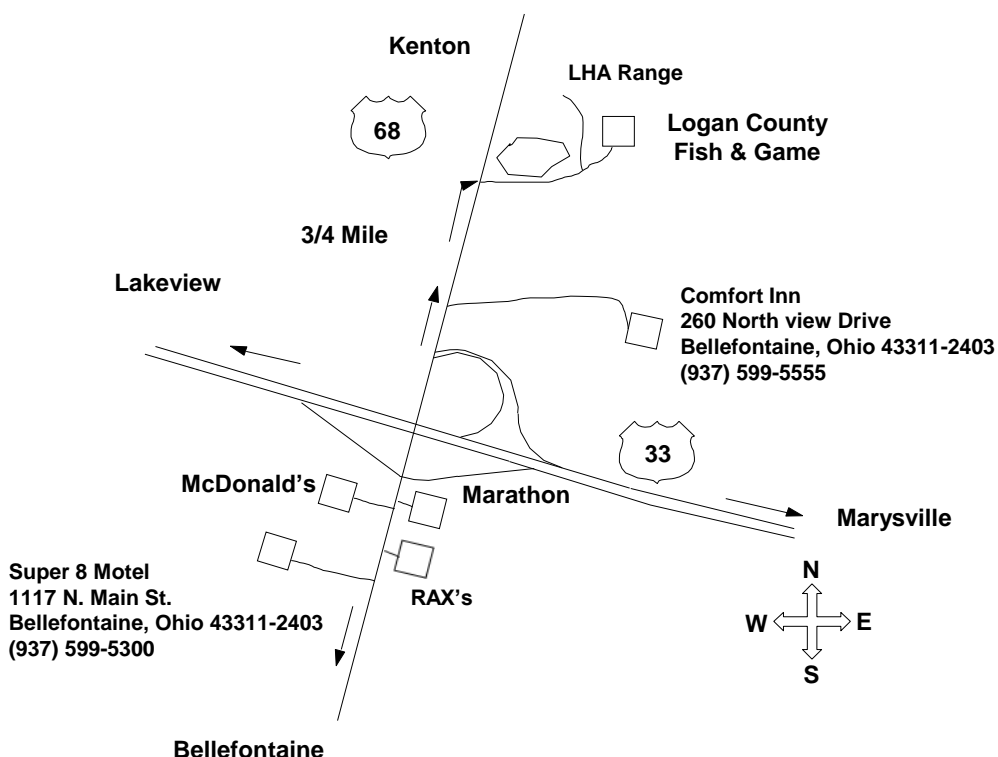 Kenton
LHA Range
68
Logan County
Fish & Game
3/4 Mile
Lakeview
Comfort Inn
260 North view Drive
Bellefontaine, Ohio 43311-2403
(937) 599-5555
33
McDonald's
Marathon
Marysville
Super 8 Motel
1117 N. Main St.
Bellefontaine, Ohio 43311-2403
(937) 599-5300
RAX's
N
W
E
S
Bellefontaine